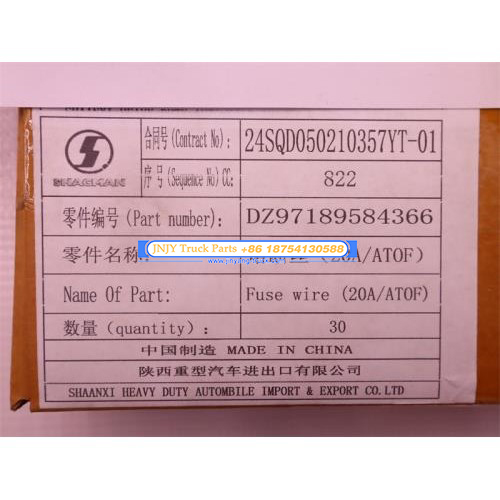 合同号(Contract No): 24SQD050210357YT-01
SHACMAN
序 号(Sequence No)CC: 822
零件编号(Part number): DZ97189584366
零件名称: (20A/ATOF)
JNJY Truck Parts +86 18754130588
Name Of Part: Fuse wire (20A/ATOF)
数量(quantity): 30
中国制造 MADE IN CHINA
陕西重型汽车进出口有限公司
SHAANXI HEAVY DUTY AUTOMBILE IMPORT & EXPORT CO.LTD